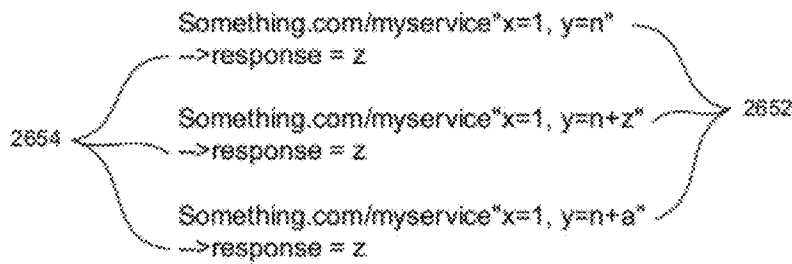 Something.com/myservice"x=1, y=n"
-->response = z
Something.com/myservice"x=1, y=n+z"
2654
2652
-->response = z
Something.com/myservice"x=1, y=n+a"
-->response = z